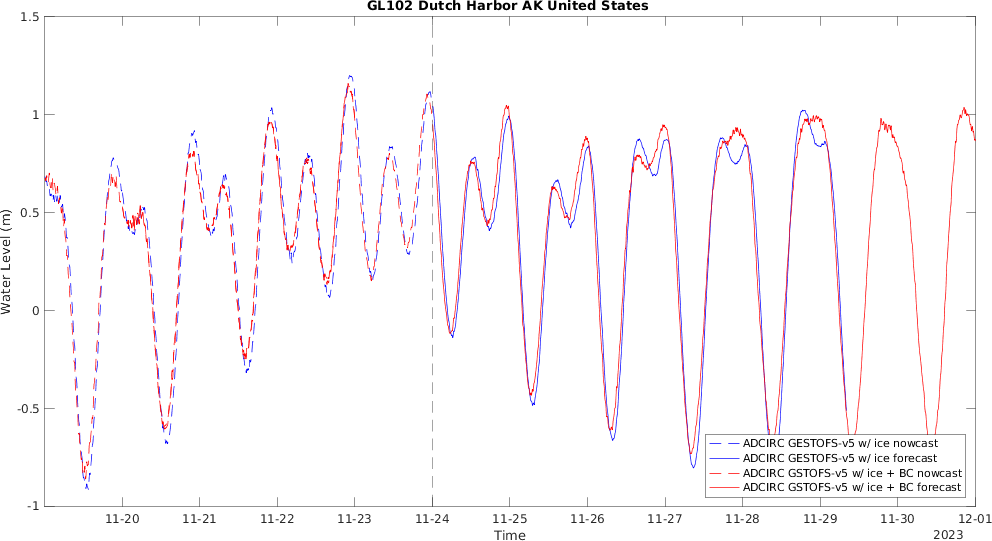 GL102 Dutch Harbor AK United States
1.5
1
0.5
0
-0.5
-1
Water Level (m)
ADCIRC GESTOFS-v5 w/ ice nowcast
ADCIRC GESTOFS-v5 w/ ice forecast
ADCIRC GSTOFS-v5 w/ ice + BC nowcast
ADCIRC GSTOFS-v5 w/ ice + BC forecast
11-20 11-21 11-22 11-23 11-24 11-25 11-26 11-27 11-28 11-29 11-30 12-01
Time
2023